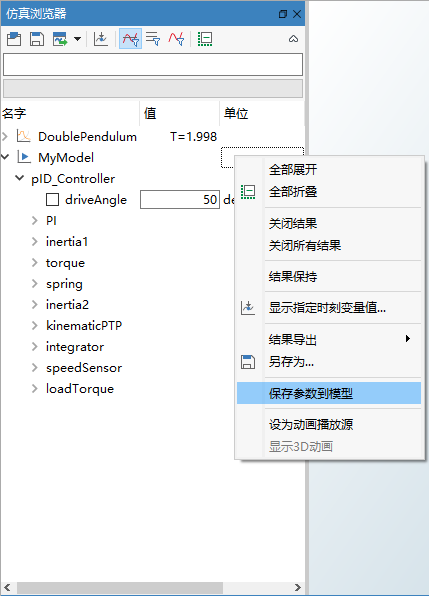 仿真浏览器
名字 值 单位
DoublePendulum T=1.998
MyModel
pID_Controller
driveAngle 50 de
PI
inertia1
torque
spring
inertia2
kinematicPTP
integrator
speedSensor
loadTorque
全部展开
全部折叠
关闭结果
关闭所有结果
结果保持
显示指定时刻变量值...
结果导出
另存为...
保存参数到模型
设为动画播放源
显示3D动画